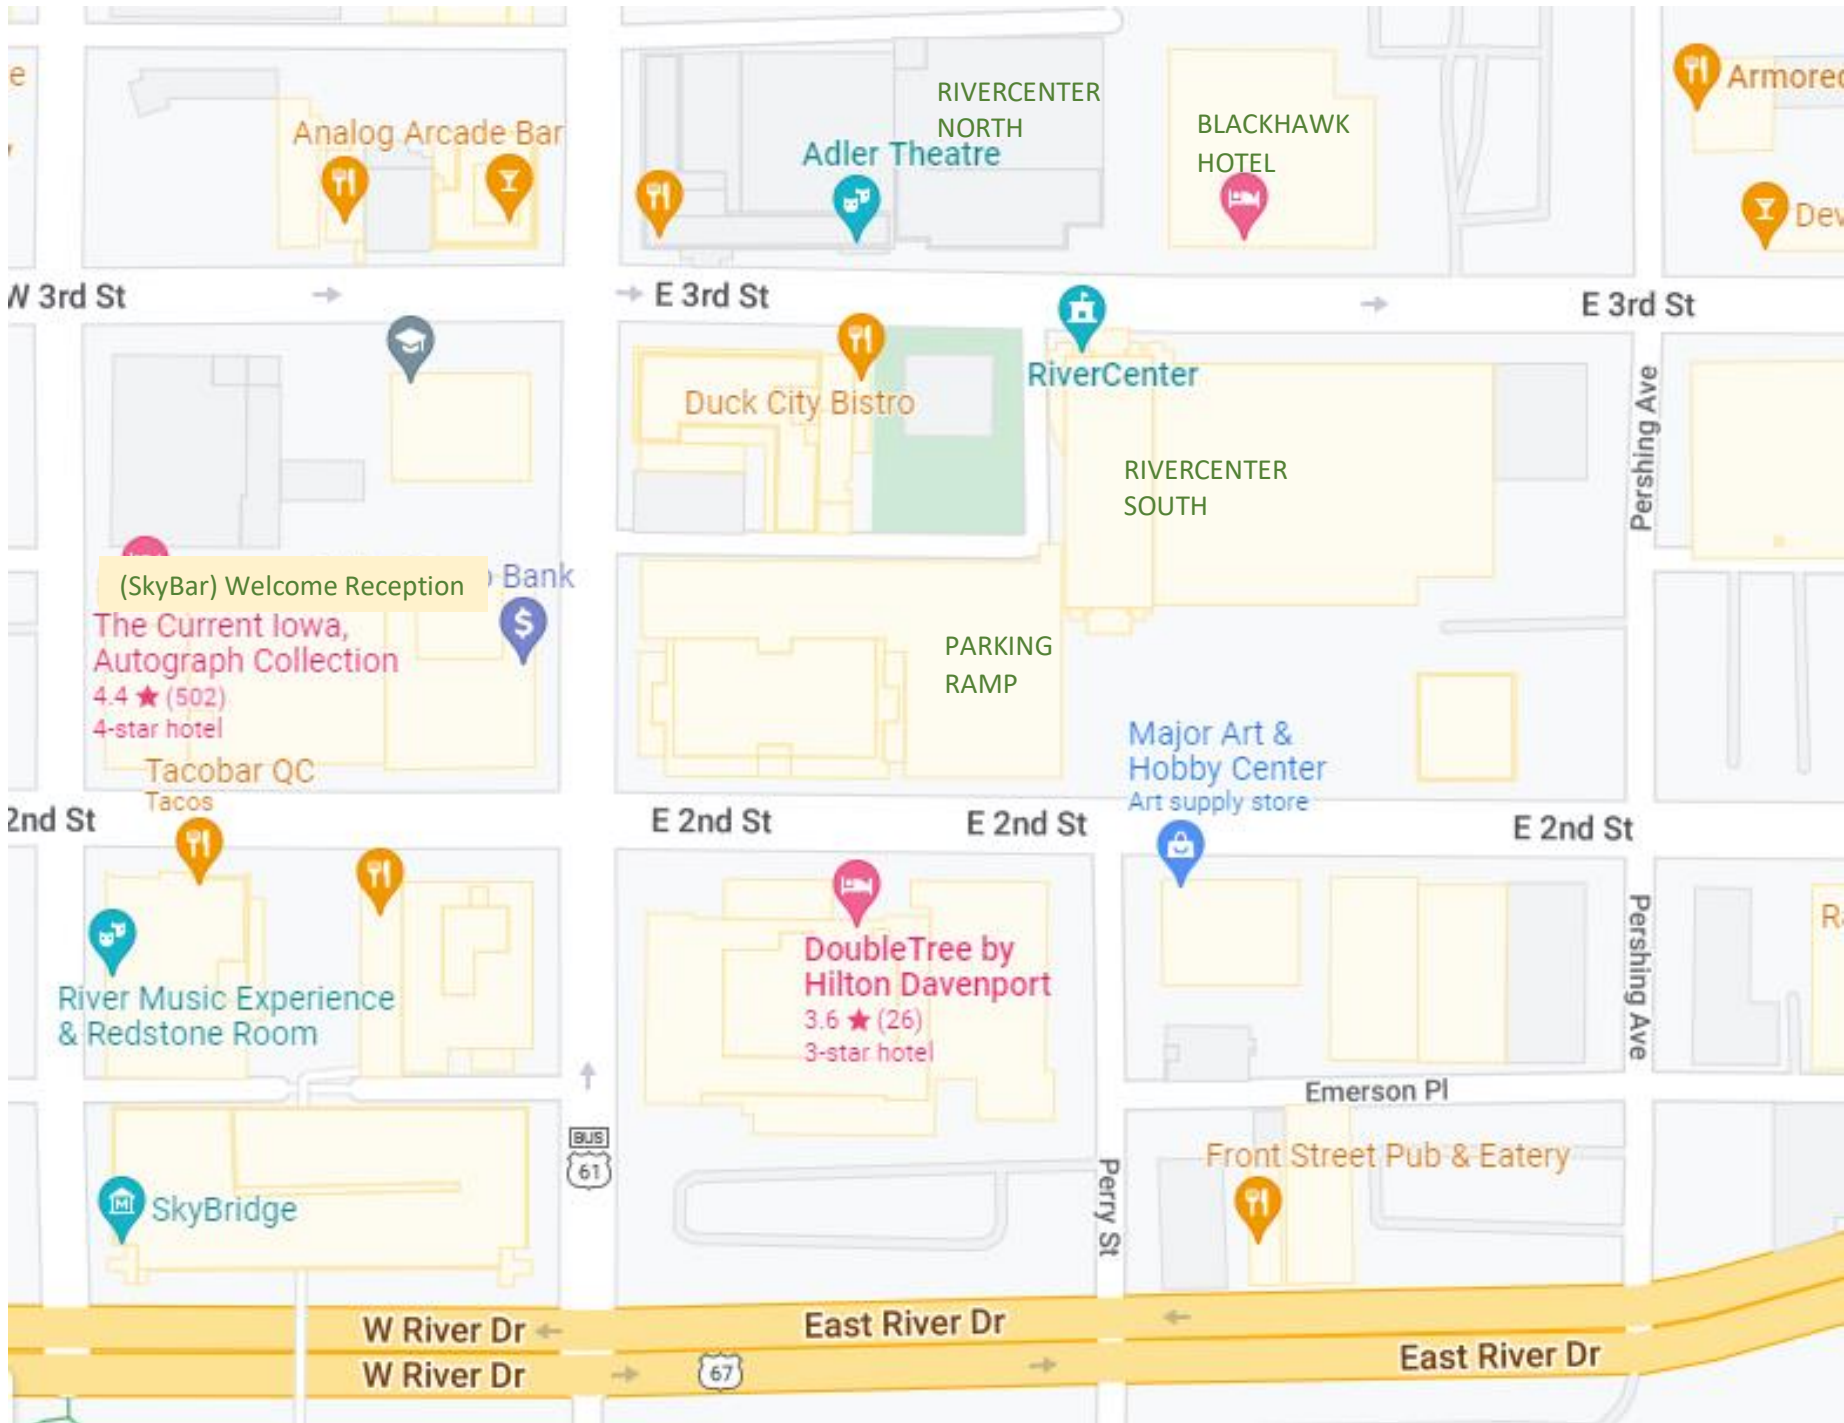 e
Armored
RIVERCENTER
NORTH
BLACKHAWK
HOTEL
Analog Arcade Bar
Adler Theatre
Dev
W 3rd St
E 3rd St
E 3rd St
RiverCenter
Duck City Bistro
Pershing Ave
RIVERCENTER
SOUTH
(SkyBar) Welcome Reception
Bank
$
The Current Iowa,
Autograph Collection
4.4 ★ (502)
4-star hotel
PARKING
RAMP
Major Art &
Hobby Center
Art supply store
Tacobar QC
Tacos
2nd St
E 2nd St
E 2nd St
E 2nd St
DoubleTree by
Hilton Davenport
3.6 ★ (26)
3-star hotel
Pershing Ave
River Music Experience
& Redstone Room
Emerson Pl
BUS
61
Front Street Pub & Eatery
Perry St
M
SkyBridge
W River Dr
East River Dr
W River Dr
67
East River Dr